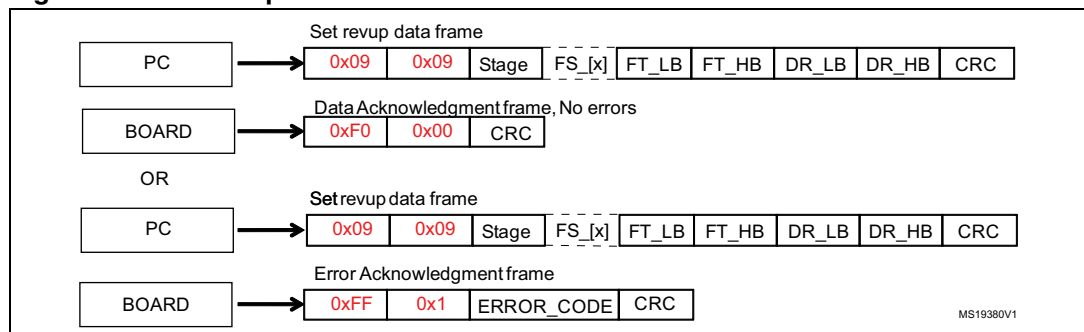 Set revup data frame
PC 0x09 0x09 Stage FS_[x] FT_LB FT_HB DR_LB DR_HB CRC
Data Acknowledgment frame, No errors
BOARD 0xF0 0x00 CRC
OR
Set revup data frame
PC 0x09 0x09 Stage FS_[x] FT_LB FT_HB DR_LB DR_HB CRC
Error Acknowledgment frame
BOARD 0xFF 0x1 ERROR_CODE CRC
MS19380V1